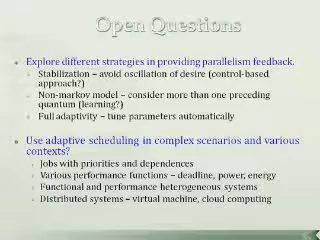 Open Questions
Explore different strategies in providing parallelism feedback.
Stabilization – avoid oscillation of desire (control-based
approach?)
Non-markov model – consider more than one preceding
quantum (learning?)
Full adaptivity – tune parameters automatically
Use adaptive scheduling in complex scenarios and various
contexts?
Jobs with priorities and dependences
Various performance functions – deadline, power, energy
Functional and performance heterogeneous systems
Distributed systems – virtual machine, cloud computing